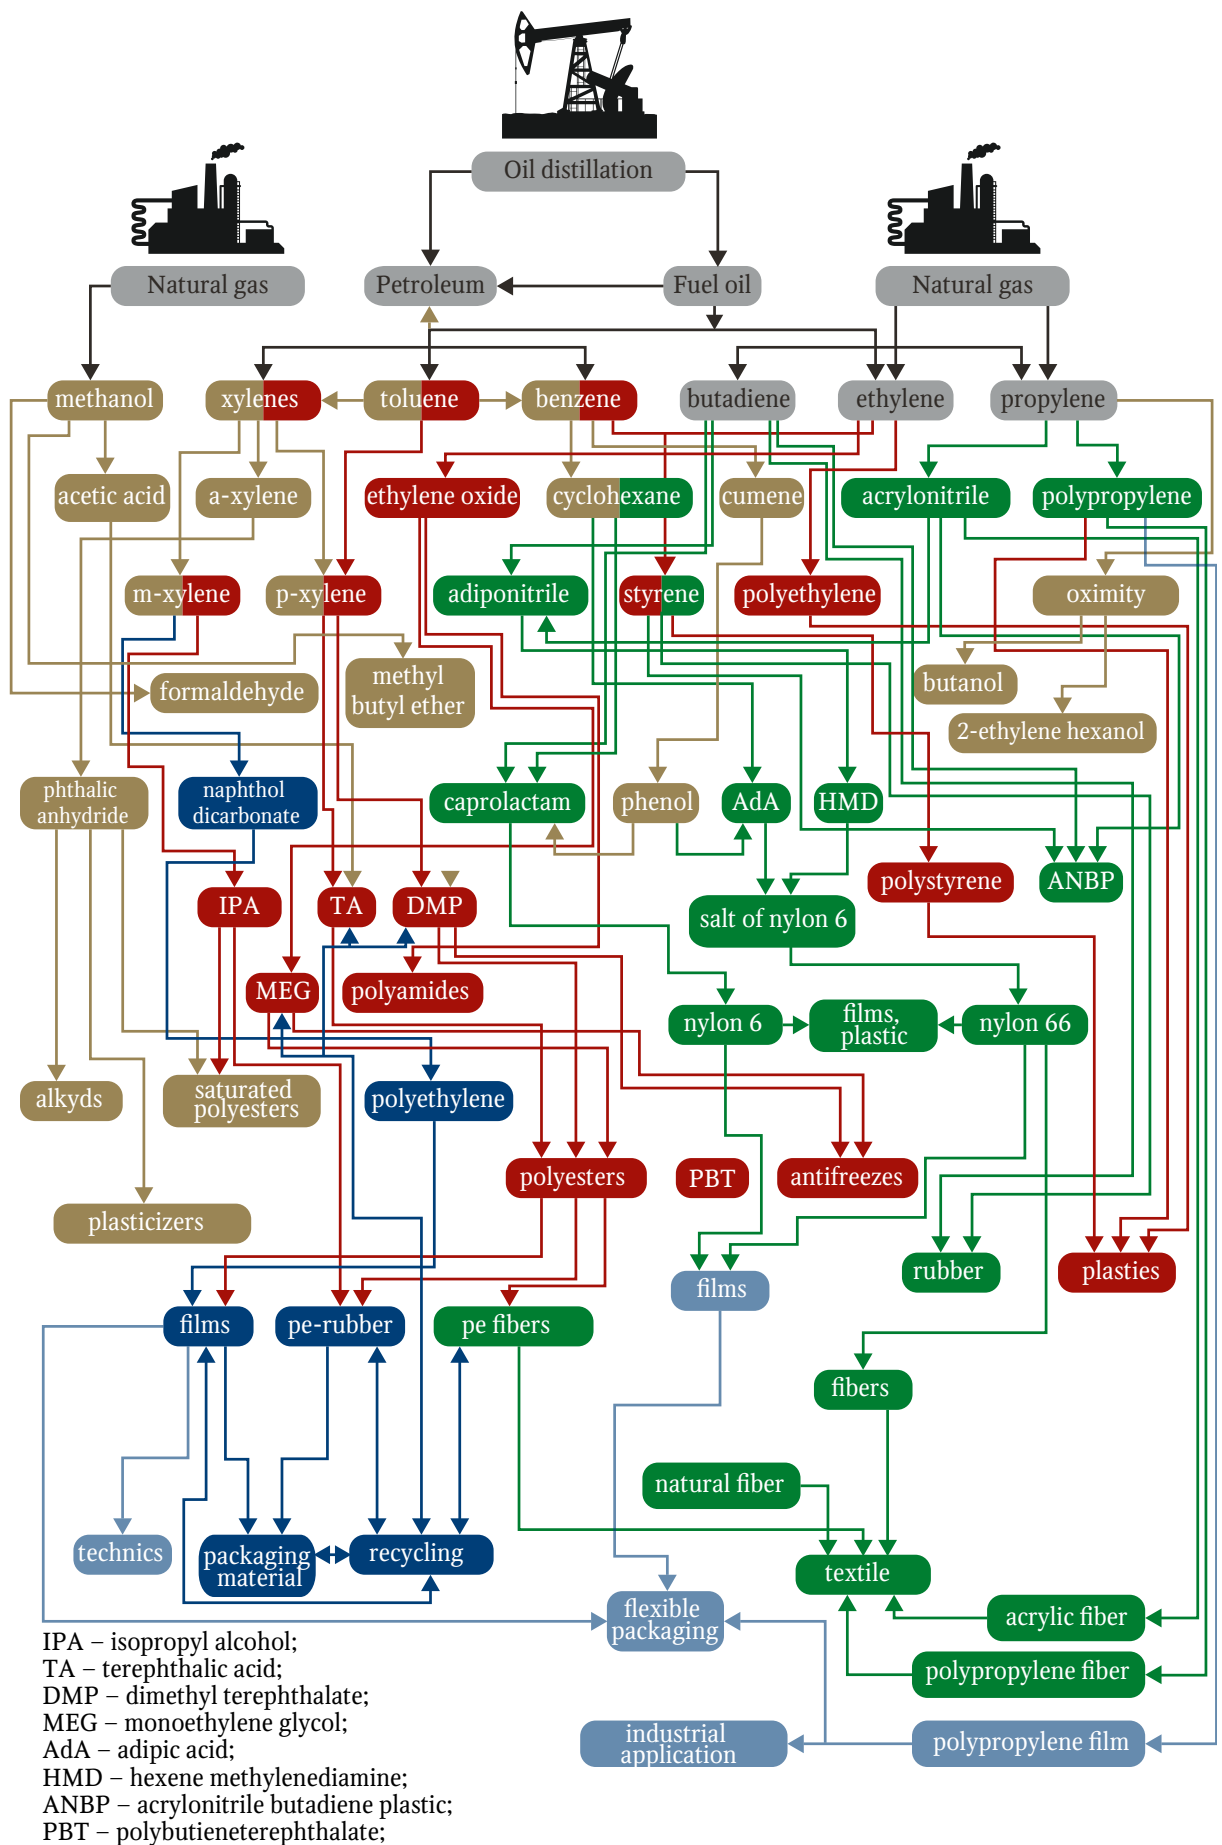 Oil distillation
Natural gas
Petroleum
Fuel oil
Natural gas
methanol
xylenes
toluene
benzene
butadiene
ethylene
propylene
acetic acid
a-xylene
ethylene oxide
cyclohexane
cumene
acrylonitrile
polypropylene
m-xylene
p-xylene
adiponitrile
styrene
polyethylene
oximity
formaldehyde
methyl
butyl ether
butanol
2-ethylene hexanol
phthalic
anhydride
naphthol
dicarbonate
caprolactam
phenol
AdA
HMD
polystyrene
ANBP
IPA
TA
DMP
salt of nylon 6
MEG
polyamides
nylon 6
films,
plastic
nylon 66
alkyds
saturated
polyesters
polyethylene
polyesters
PBT
antifreezes
plasticizers
films
rubber
plasties
films
pe-rubber
pe fibers
fibers
natural fiber
technics
packaging
material
recycling
textile
flexible
packaging
acrylic fiber
polypropylene fiber
industrial
application
polypropylene film
IPA – isopropyl alcohol;
TA – terephthalic acid;
DMP – dimethyl terephthalate;
MEG – monoethylene glycol;
AdA – adipic acid;
HMD – hexene methylenediamine;
ANBP – acrylonitrile butadiene plastic;
PBT – polybutieneterephthalate;